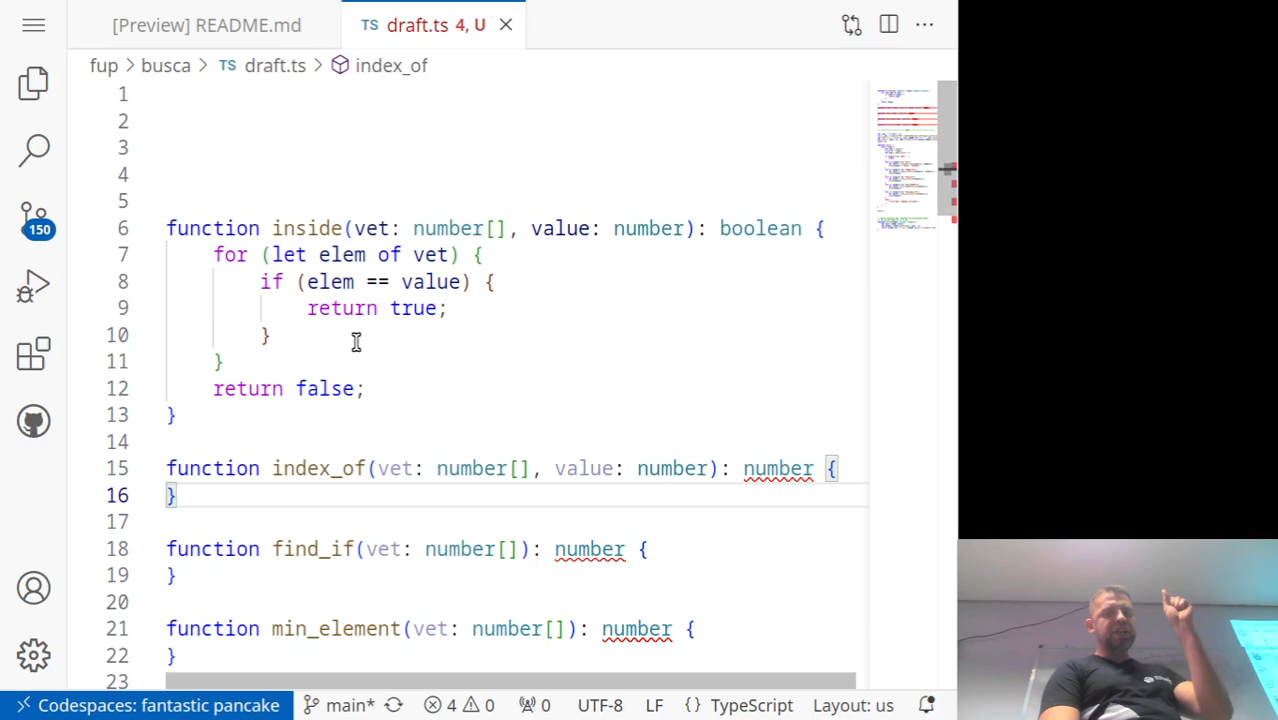 [Preview] README.md
TS draft.ts 4, U
fup > busca > TS draft.ts > index_of
1
2
3
4
5
6 function inside(vet: number[], value: number): boolean {
7 for (let elem of vet) {
8 if (elem == value) {
9 return true;
10 }
11 }
12 return false;
13 }
14
15 function index_of(vet: number[], value: number): number {
16 }
17
18 function find_if(vet: number[]): number {
19 }
20
21 function min_element(vet: number[]): number {
22 }
23
150
Codespaces: fantastic pancake
main*
4 0
0
UTF-8
LF
{} TypeScript
Layout: us